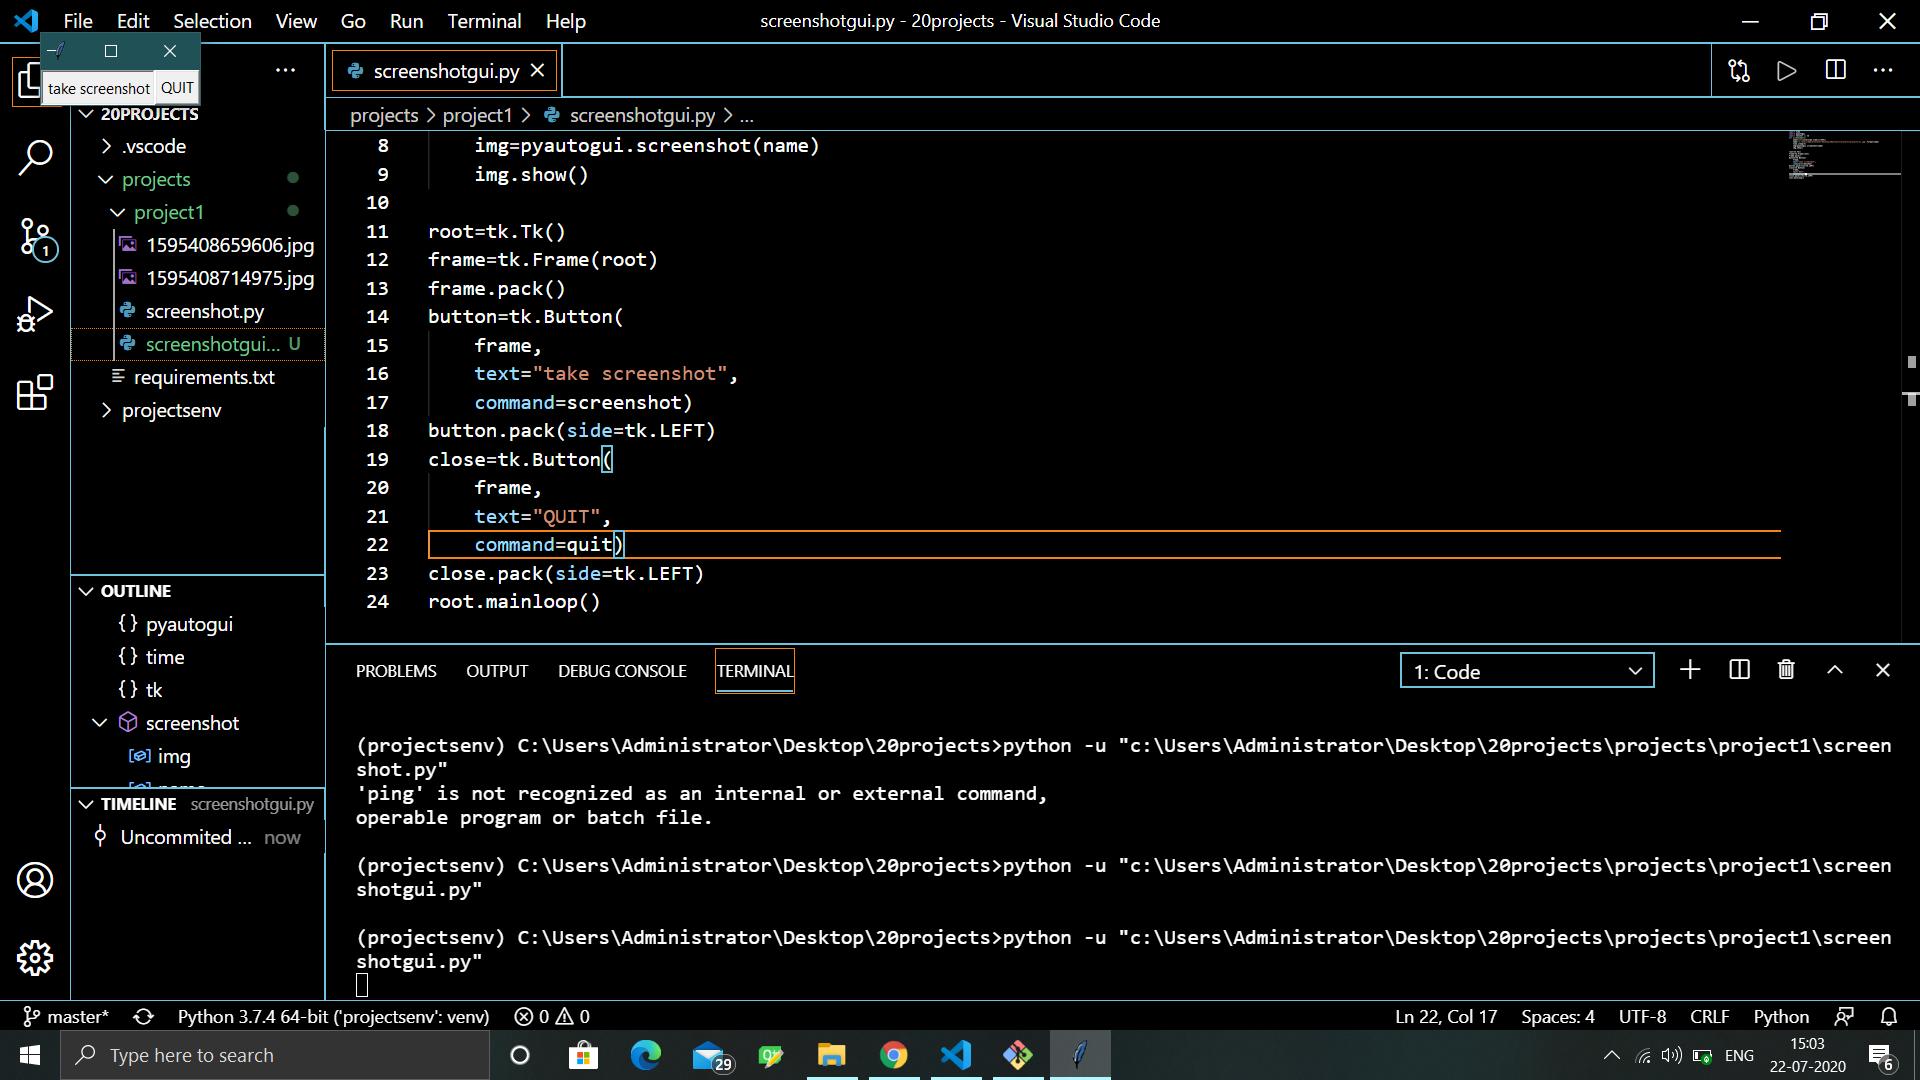 File Edit Selection View Go Run Terminal Help
screenshotgui.py - 20projects - Visual Studio Code
take screenshot QUIT
screenshotgui.py
projects > project1 > screenshotgui.py > ...
20PROJECTS
.vscode
projects
project1
1595408659606.jpg
1595408714975.jpg
screenshot.py
screenshotgui... U
requirements.txt
projectsenv
1
OUTLINE
pyautogui
time
tk
screenshot
img
TIMELINE screenshotgui.py
Uncommited ... now
8 img=pyautogui.screenshot(name)
9 img.show()
10
11 root=tk.Tk()
12 frame=tk.Frame(root)
13 frame.pack()
14 button=tk.Button(
15 frame,
16 text="take screenshot",
17 command=screenshot)
18 button.pack(side=tk.LEFT)
19 close=tk.Button(
20 frame,
21 text="QUIT",
22 command=quit)
23 close.pack(side=tk.LEFT)
24 root.mainloop()
PROBLEMS OUTPUT DEBUG CONSOLE TERMINAL
1: Code
(projectsenv) C:\Users\Administrator\Desktop\20projects>python -u "c:\Users\Administrator\Desktop\20projects\projects\project1\screen
shot.py"
'ping' is not recognized as an internal or external command,
operable program or batch file.
(projectsenv) C:\Users\Administrator\Desktop\20projects>python -u "c:\Users\Administrator\Desktop\20projects\projects\project1\screen
shotgui.py"
(projectsenv) C:\Users\Administrator\Desktop\20projects>python -u "c:\Users\Administrator\Desktop\20projects\projects\project1\screen
shotgui.py"
master* Python 3.7.4 64-bit ('projectsenv': venv) 0 0
Ln 22, Col 17 Spaces: 4 UTF-8 CRLF Python
Type here to search
29
ENG
15:03
22-07-2020
6